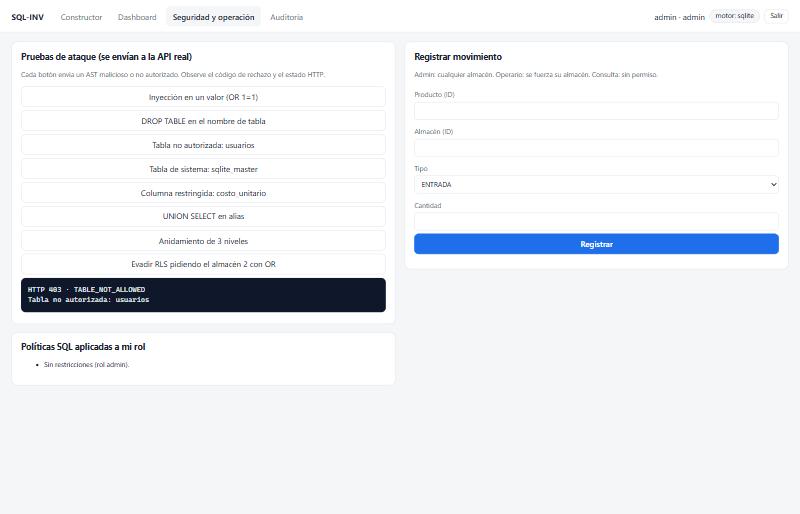 SQL-INV Constructor Dashboard Seguridad y operación Auditoría admin - admin motor: sqlite Salir
Pruebas de ataque (se envían a la API real)
Cada botón envía un AST malicioso o no autorizado. Observe el código de rechazo y el estado HTTP.
Inyección en un valor (OR 1=1)
DROP TABLE en el nombre de tabla
Tabla no autorizada: usuarios
Tabla de sistema: sqlite_master
Columna restringida: costo_unitario
UNION SELECT en alias
Anidamiento de 3 niveles
Evadir RLS pidiendo el almacén 2 con OR
HTTP 403 · TABLE_NOT_ALLOWED
Tabla no autorizada: usuarios
Políticas SQL aplicadas a mi rol
• Sin restricciones (rol admin).
Registrar movimiento
Admin: cualquier almacén. Operario: se fuerza su almacén. Consulta: sin permiso.
Producto (ID)
Almacén (ID)
Tipo
ENTRADA
Cantidad
Registrar